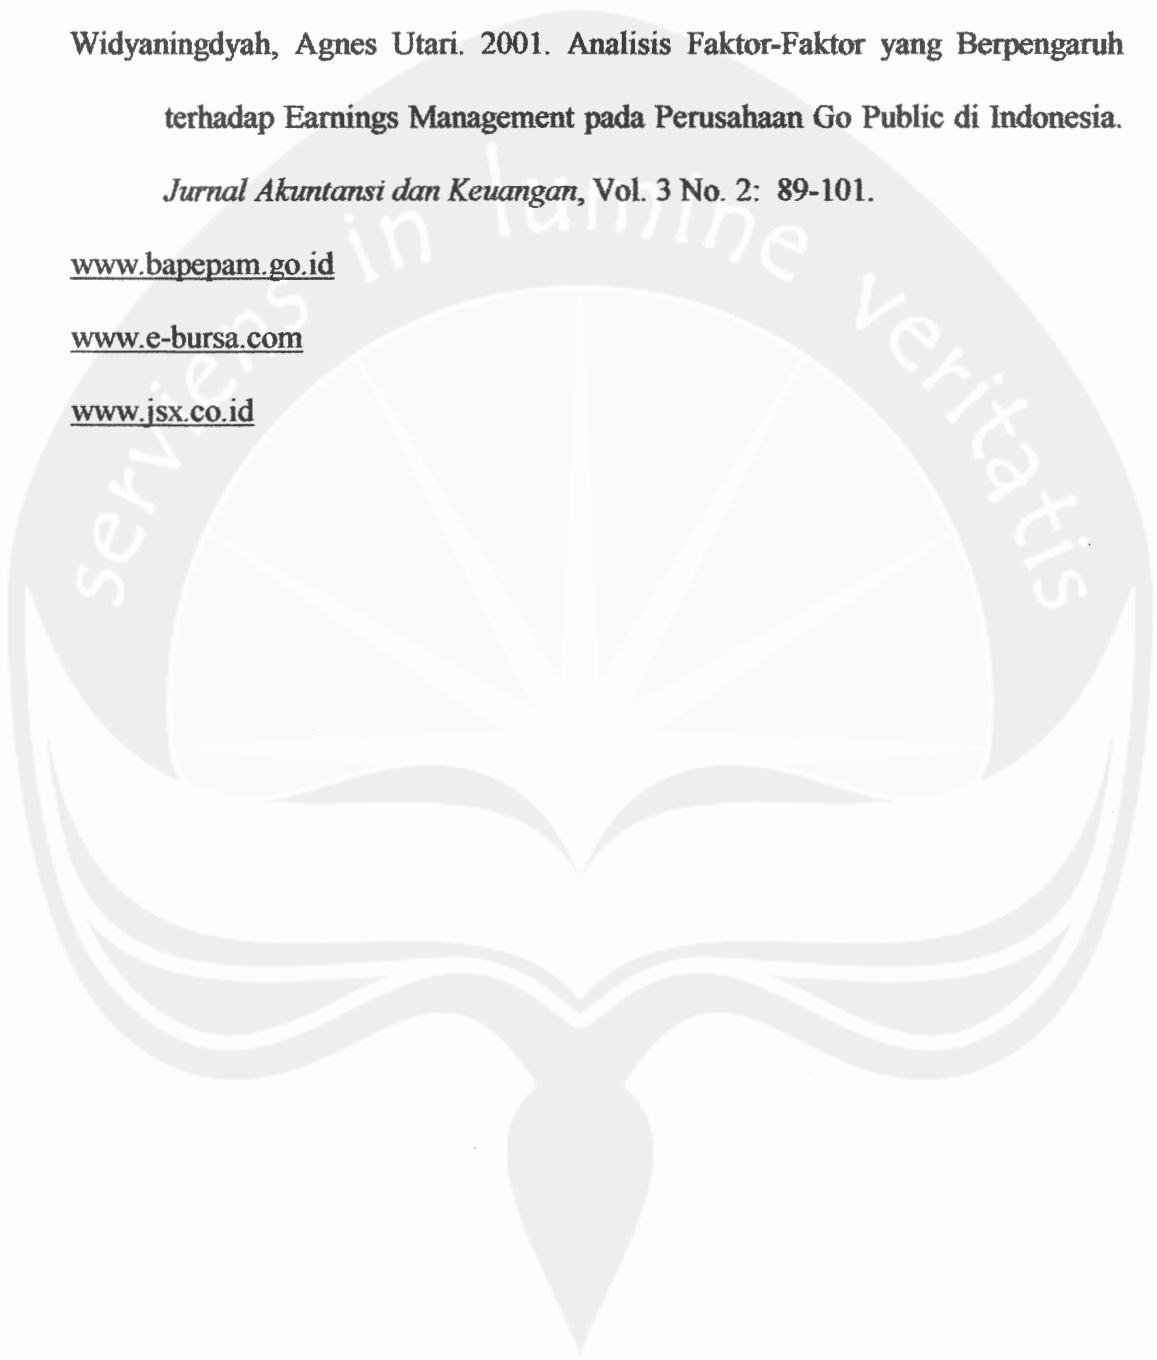 Widyaningdyah, Agnes Utari. 2001. Analisis Faktor-Faktor yang Berpengaruh
terhadap Earnings Management pada Perusahaan Go Public di Indonesia.
Jurnal Akuntansi dan Keuangan, Vol. 3 No. 2: 89-101.
www.bapepam.go.id
www.e-bursa.com
www.jsx.co.id
serviens in lumine veritatis